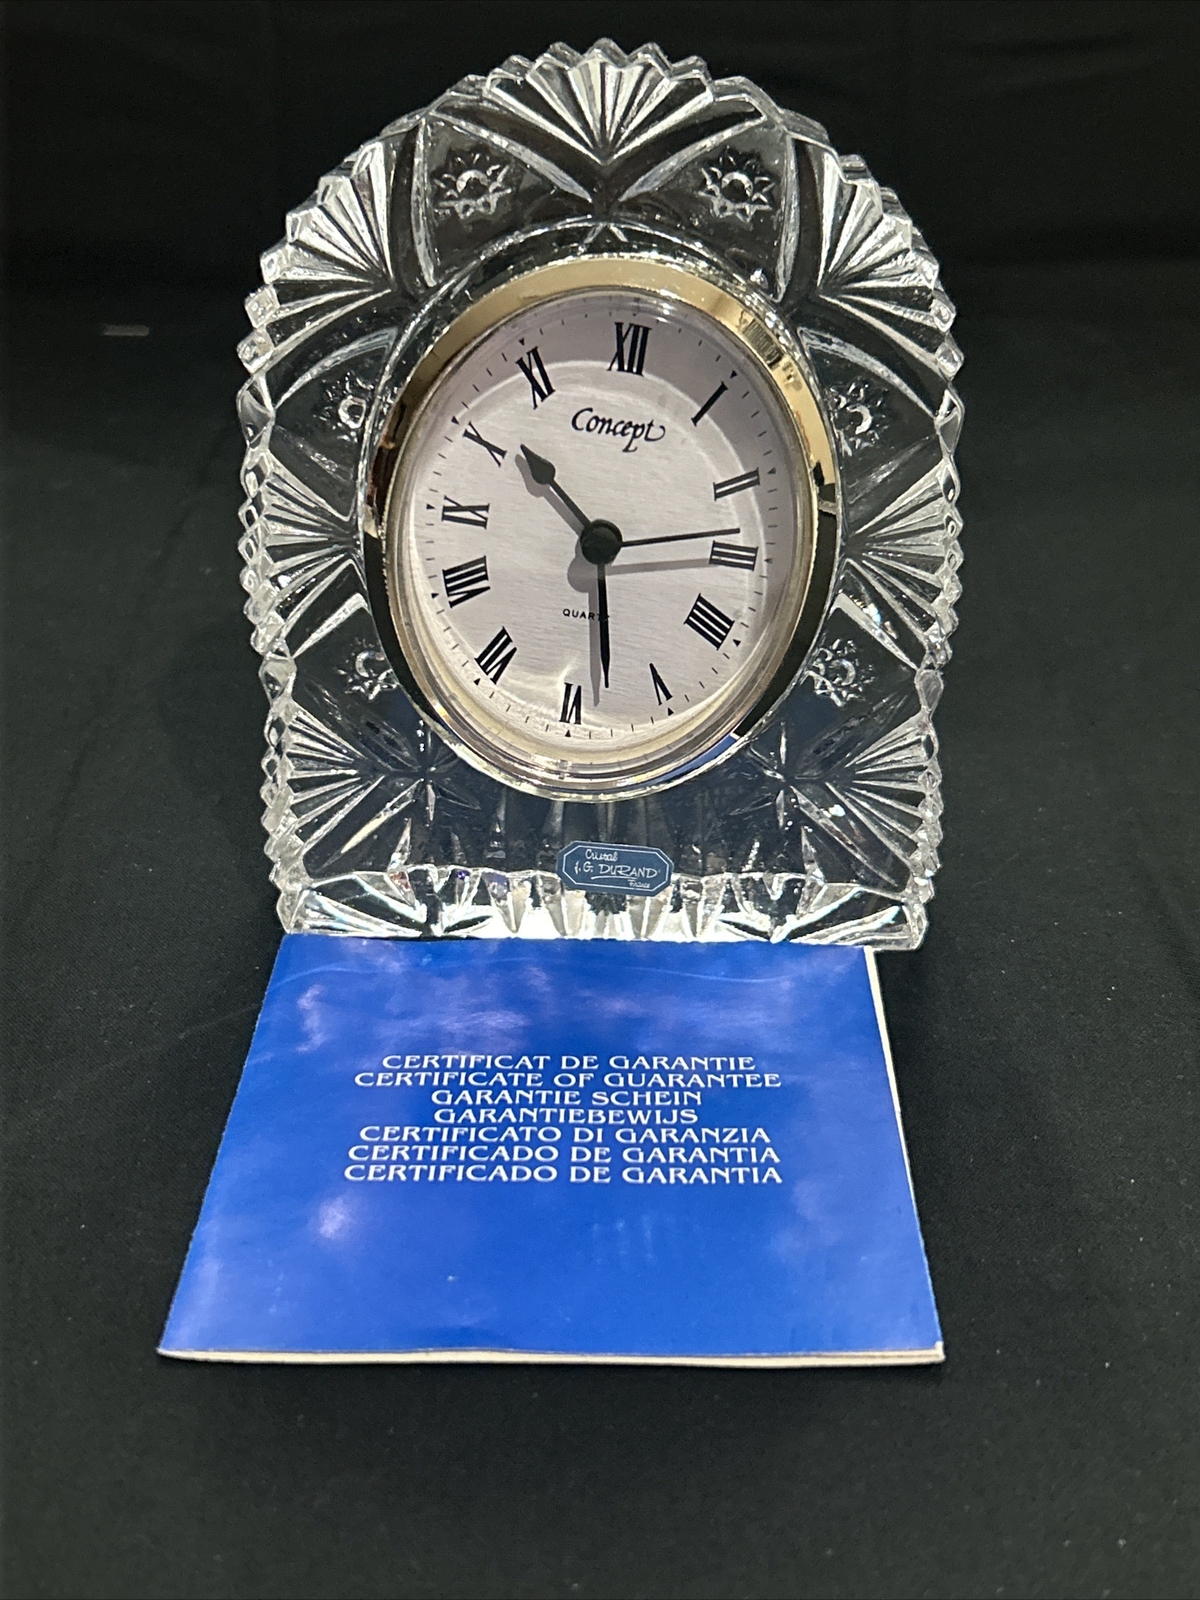 XII
I
II
III
IIII
V
VI
VII
VIII
IX
X
XI
Concept
QUARTZ
Cristal
J. G. DURAND
France
CERTIFICAT DE GARANTIE
CERTIFICATE OF GUARANTEE
GARANTIE SCHEIN
GARANTIEBEWIJS
CERTIFICATO DI GARANZIA
CERTIFICADO DE GARANTIA
CERTIFICADO DE GARANTIA